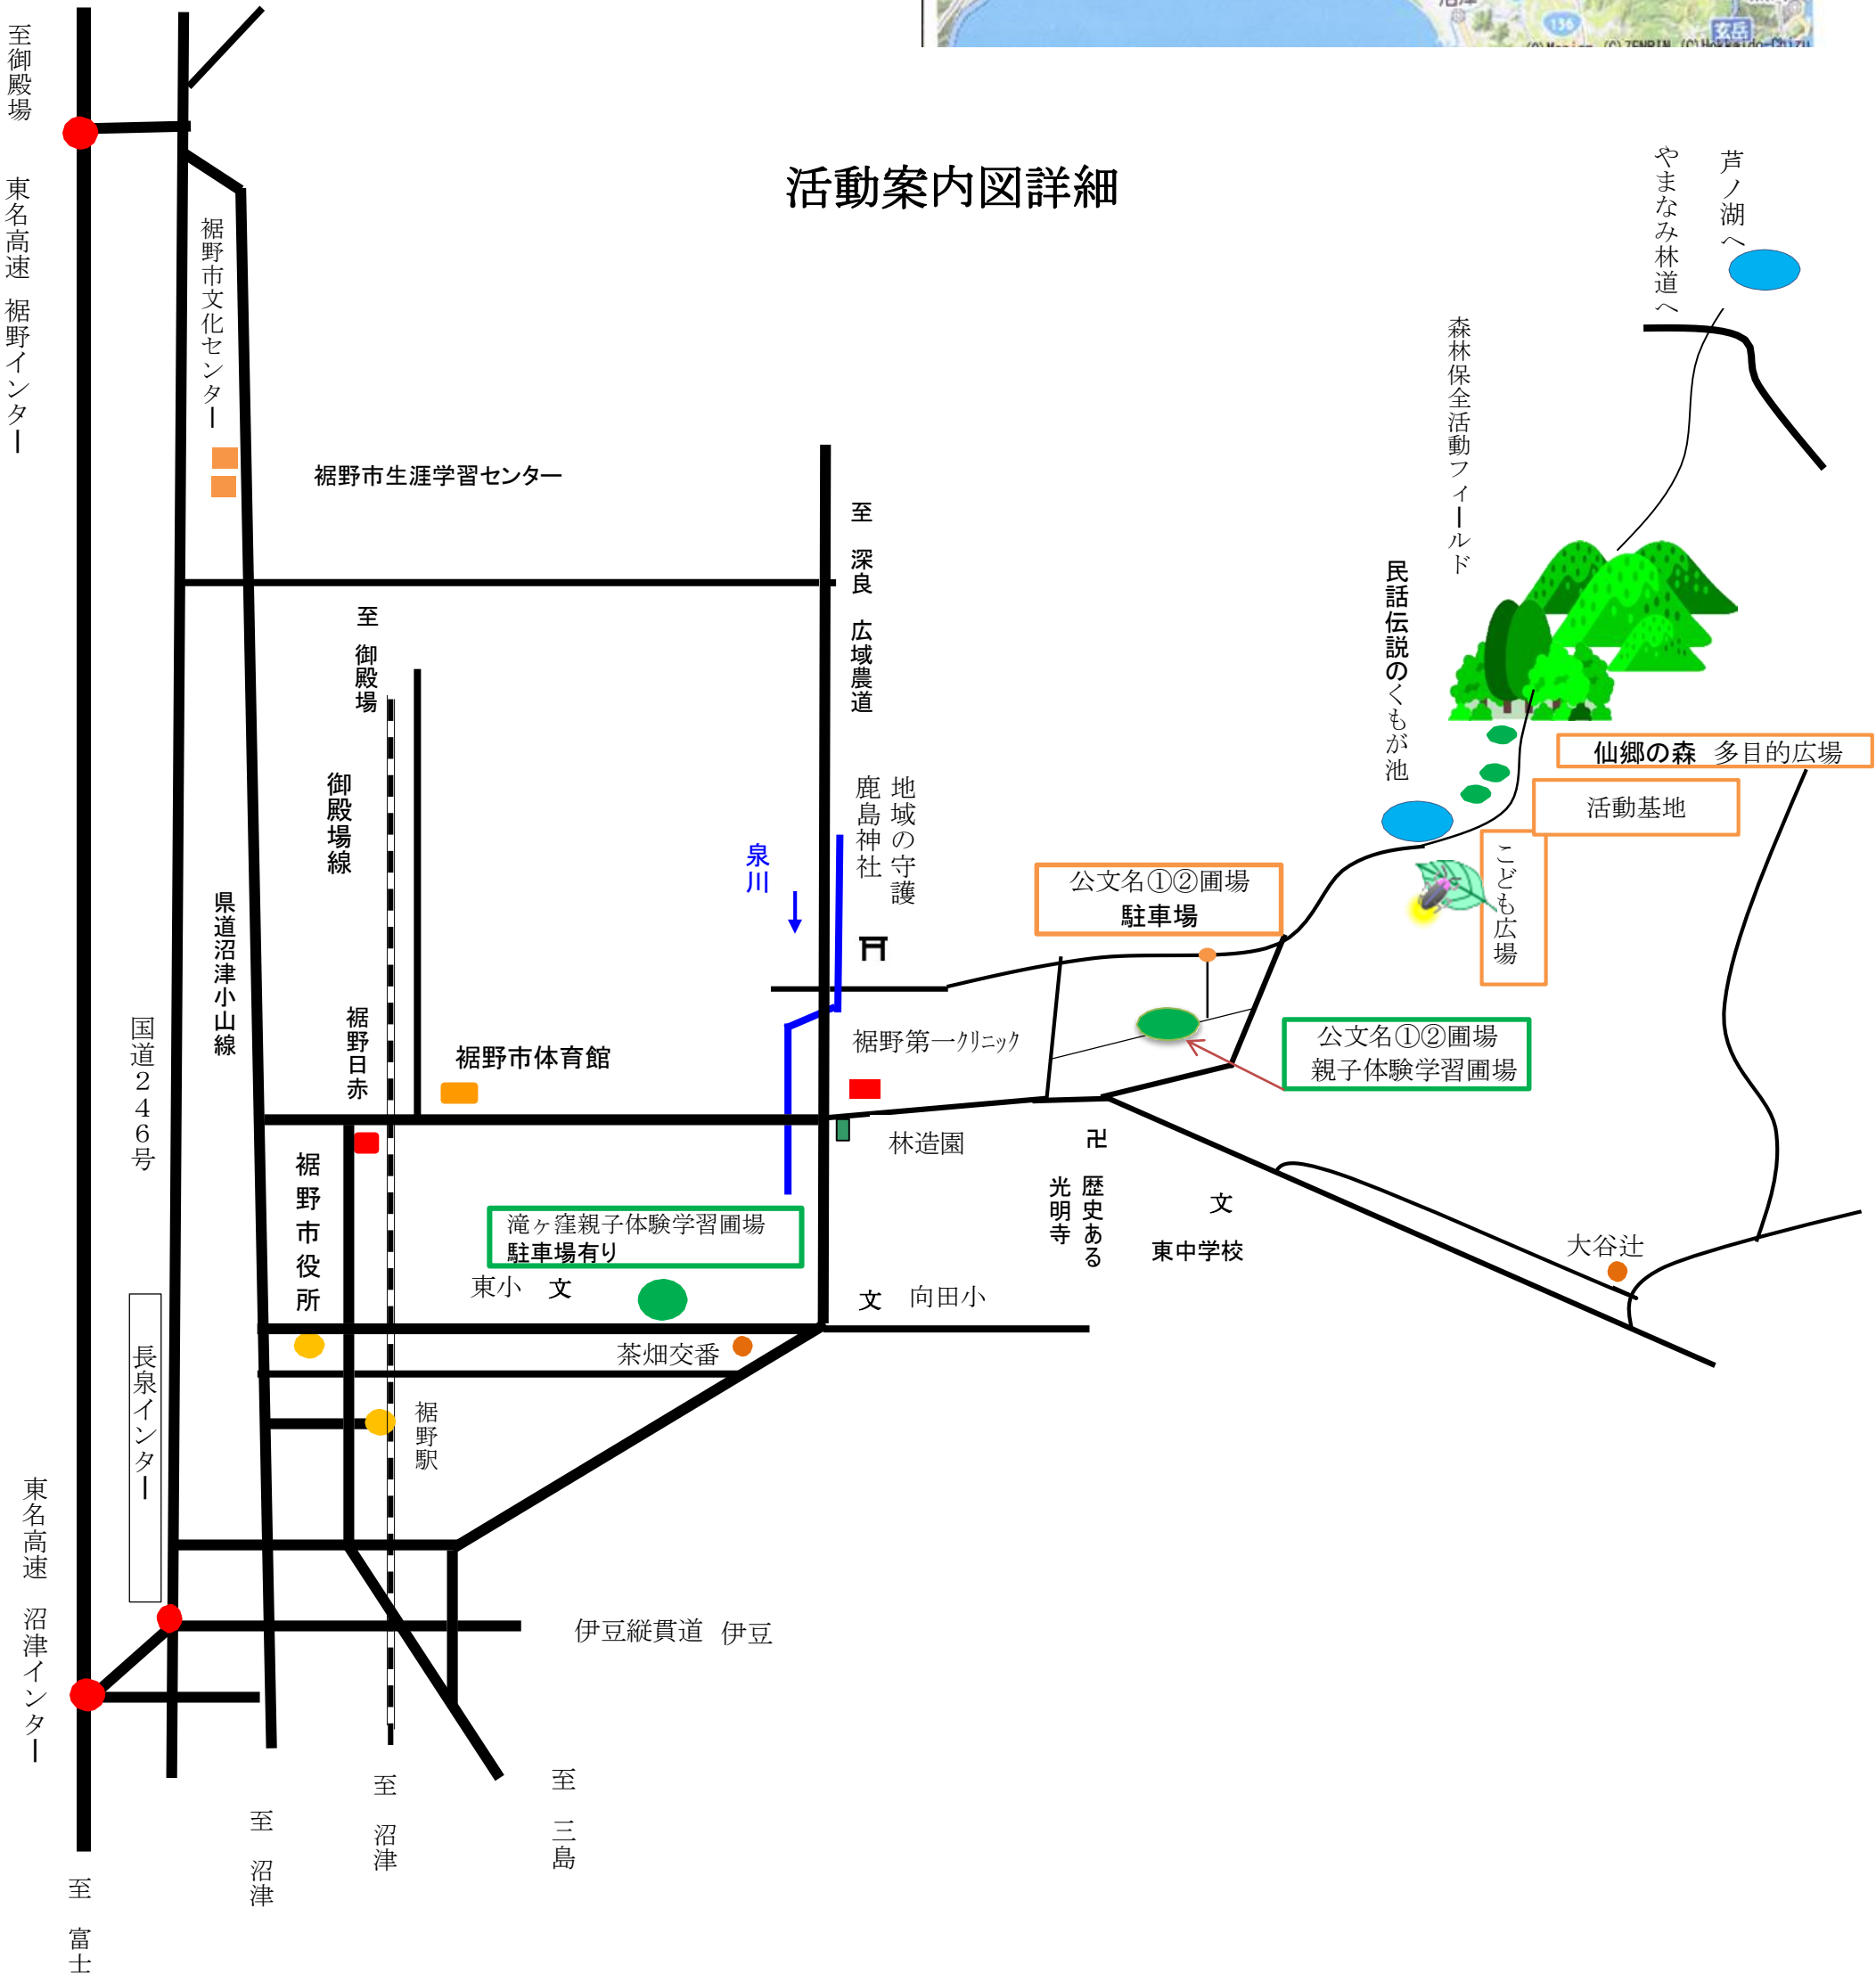 136
玄岳
活動案内図詳細
至御殿場
東名高速 裾野インター
裾野市文化センター
裾野市生涯学習センター
芦ノ湖へ
やまなみ林道へ
森林保全活動フィールド
民話伝説のくもが池
至 深良 広域農道
至 御殿場
御殿場線
仙郷の森 多目的広場
活動基地
こども広場
地域の守護
鹿島神社
泉川
公文名①②圃場
駐車場
県道沼津小山線
国道246号
裾野日赤
裾野市体育館
裾野第一クリニック
公文名①②圃場
親子体験学習圃場
林造園
卍
歴史ある
光明寺
文
東中学校
裾野市役所
滝ヶ窪親子体験学習圃場
駐車場有り
東小 文
文 向田小
大谷辻
茶畑交番
長泉インター
裾野駅
東名高速 沼津インター
伊豆縦貫道 伊豆
至 沼津
至 沼津
至 三島
至 富士